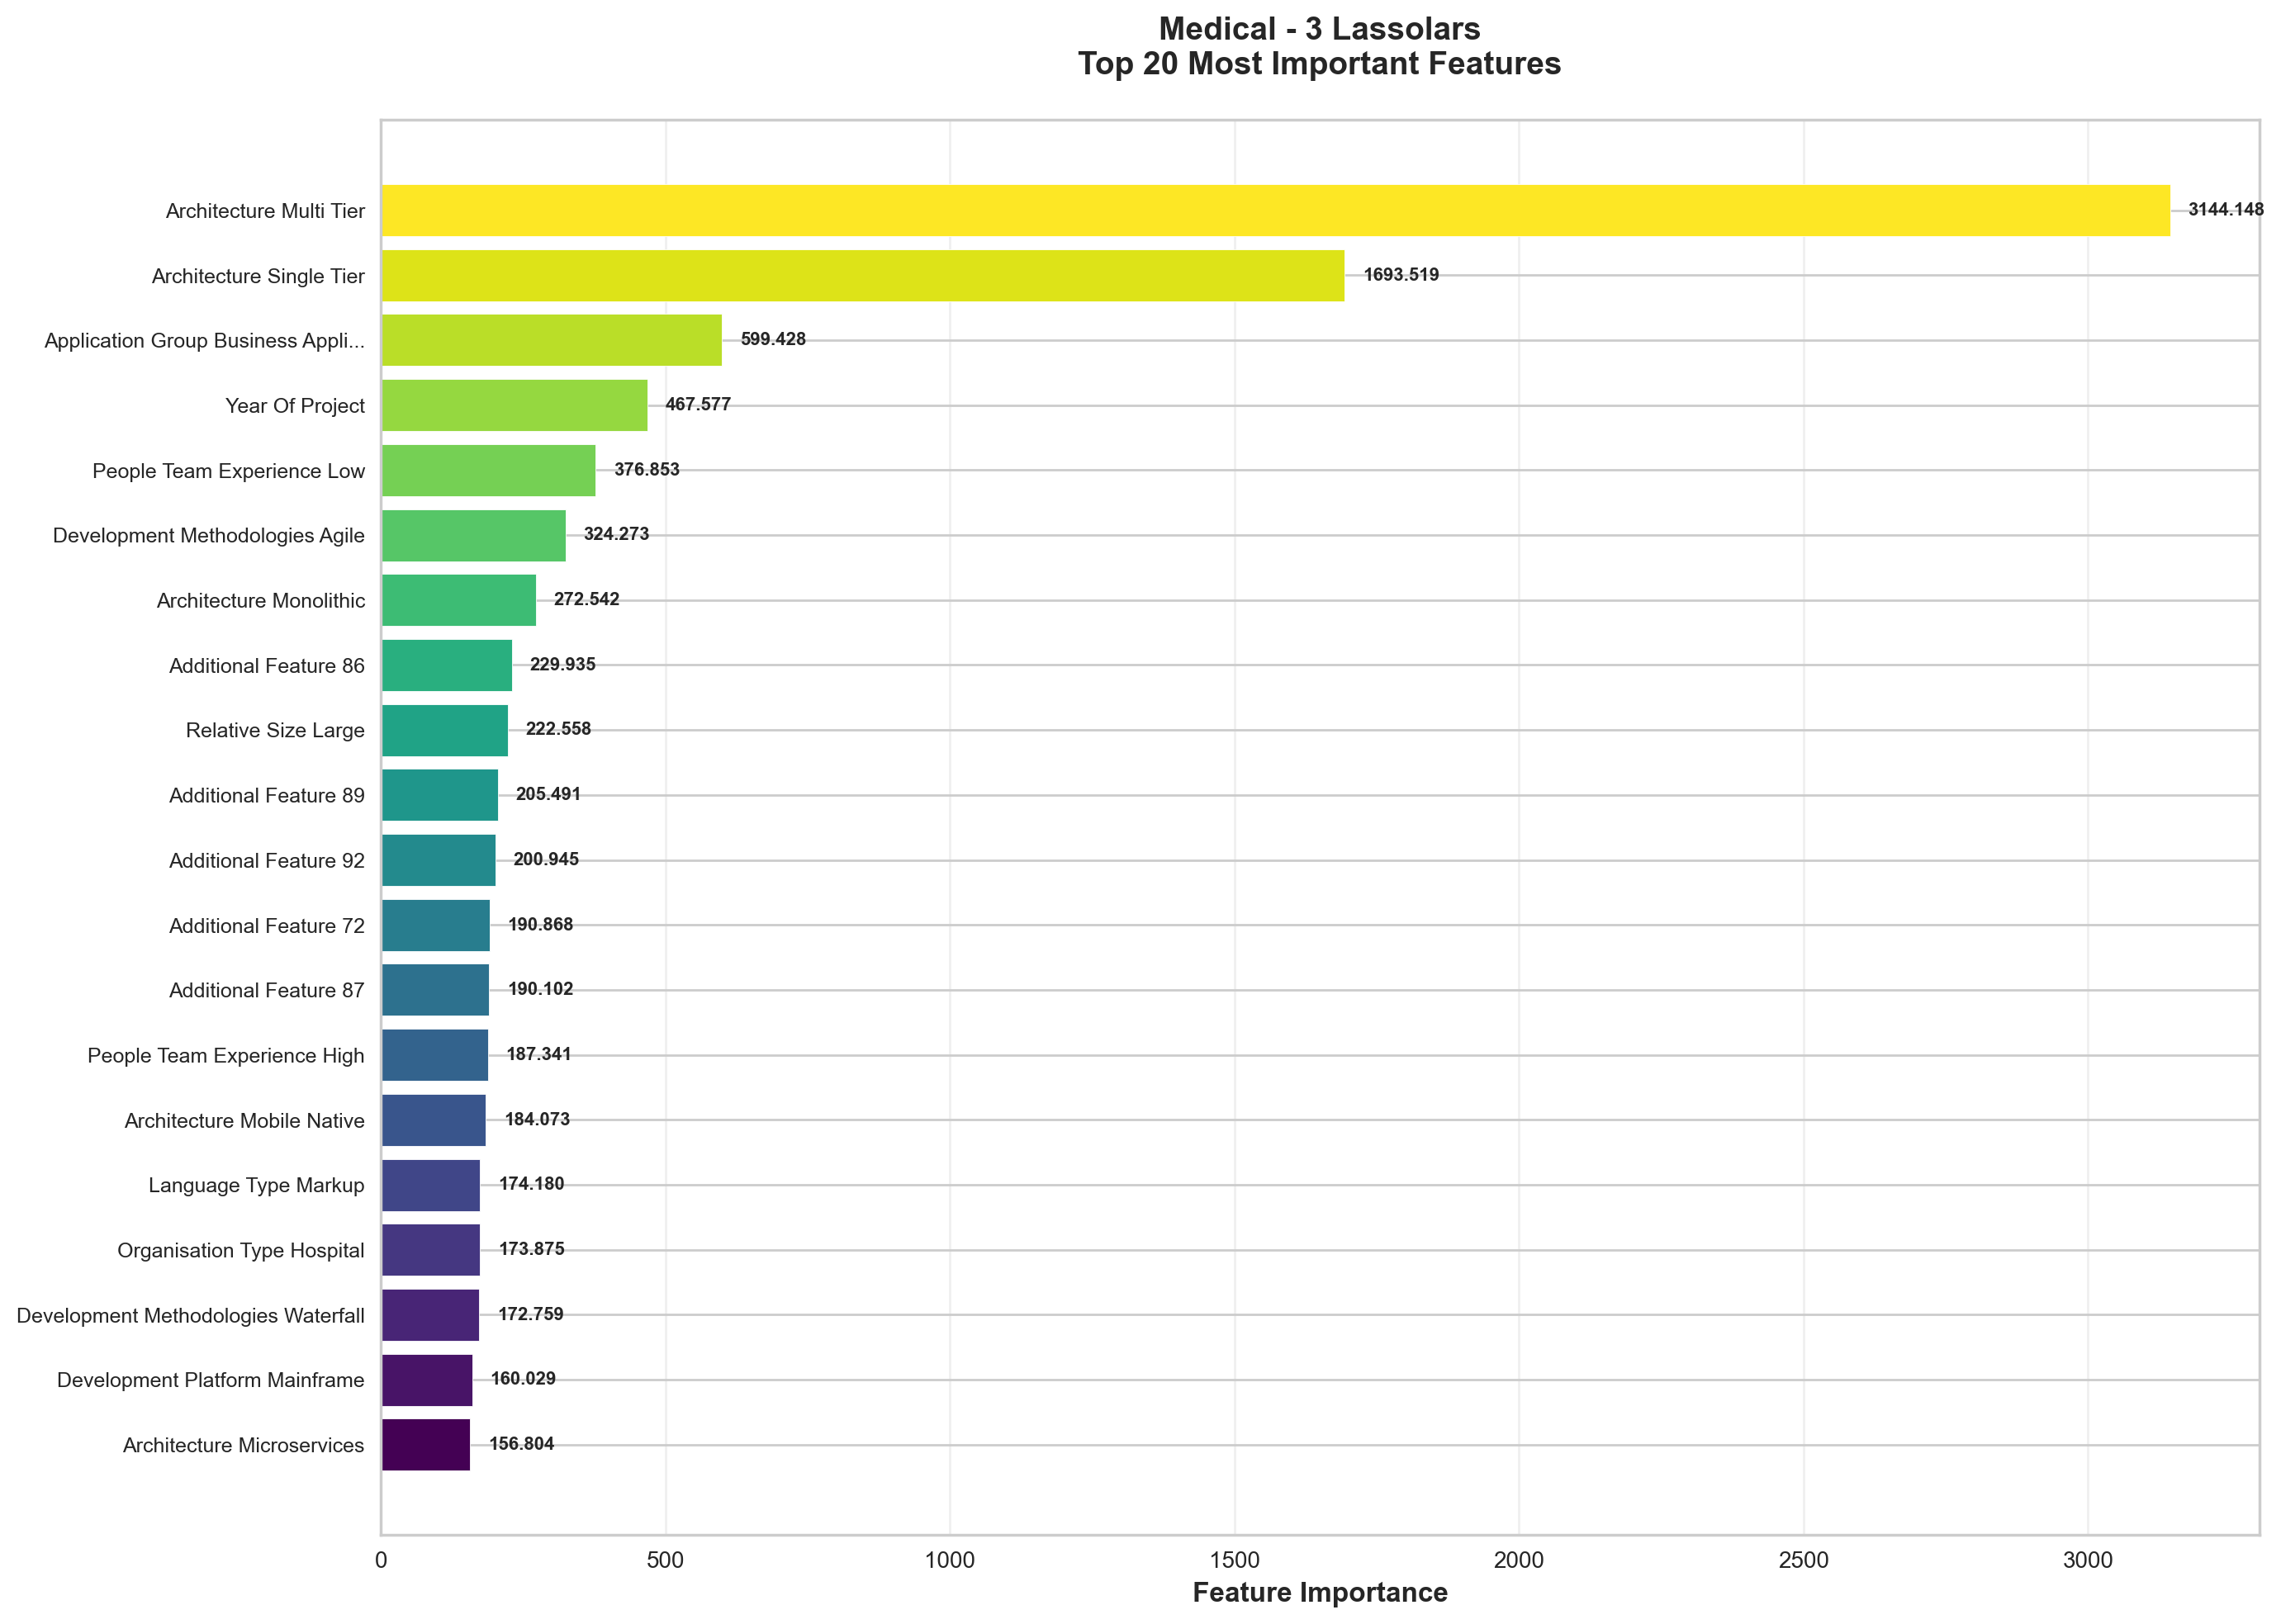 Medical - 3 Lassolars
Top 20 Most Important Features
Architecture Multi Tier 3144.148
Architecture Single Tier 1693.519
Application Group Business Appli... 599.428
Year Of Project 467.577
People Team Experience Low 376.853
Development Methodologies Agile 324.273
Architecture Monolithic 272.542
Additional Feature 86 229.935
Relative Size Large 222.558
Additional Feature 89 205.491
Additional Feature 92 200.945
Additional Feature 72 190.868
Additional Feature 87 190.102
People Team Experience High 187.341
Architecture Mobile Native 184.073
Language Type Markup 174.180
Organisation Type Hospital 173.875
Development Methodologies Waterfall 172.759
Development Platform Mainframe 160.029
Architecture Microservices 156.804
0 500 1000 1500 2000 2500 3000
Feature Importance